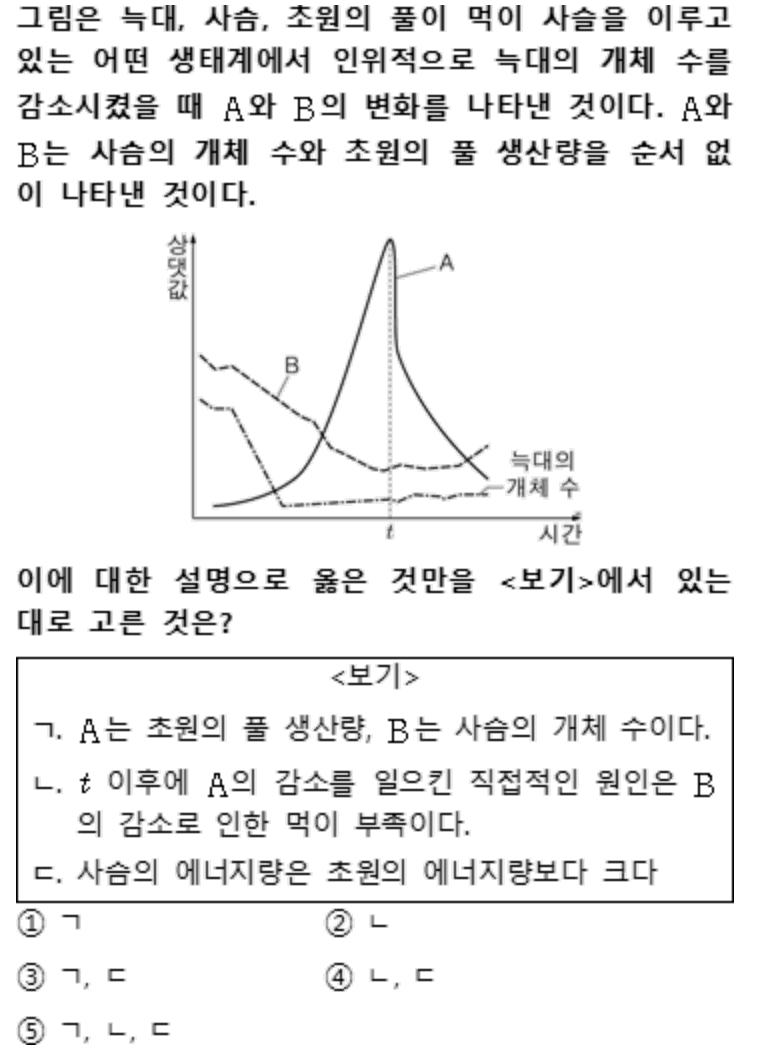 그림은 늑대, 사슴, 초원의 풀이 먹이 사슬을 이루고
있는 어떤 생태계에서 인위적으로 늑대의 개체 수를
감소시켰을 때 A와 B의 변화를 나타낸 것이다. A와
B는 사슴의 개체 수와 초원의 풀 생산량을 순서 없
이 나타낸 것이다.
상댓값
A
B
늑대의
개체 수
t
시간
이에 대한 설명으로 옳은 것만을 <보기>에서 있는
대로 고른 것은?
<보기>
ㄱ. A는 초원의 풀 생산량, B는 사슴의 개체 수이다.
ㄴ. t 이후에 A의 감소를 일으킨 직접적인 원인은 B
의 감소로 인한 먹이 부족이다.
ㄷ. 사슴의 에너지량은 초원의 에너지량보다 크다
① ㄱ ② ㄴ
③ ㄱ, ㄷ ④ ㄴ, ㄷ
⑤ ㄱ, ㄴ, ㄷ